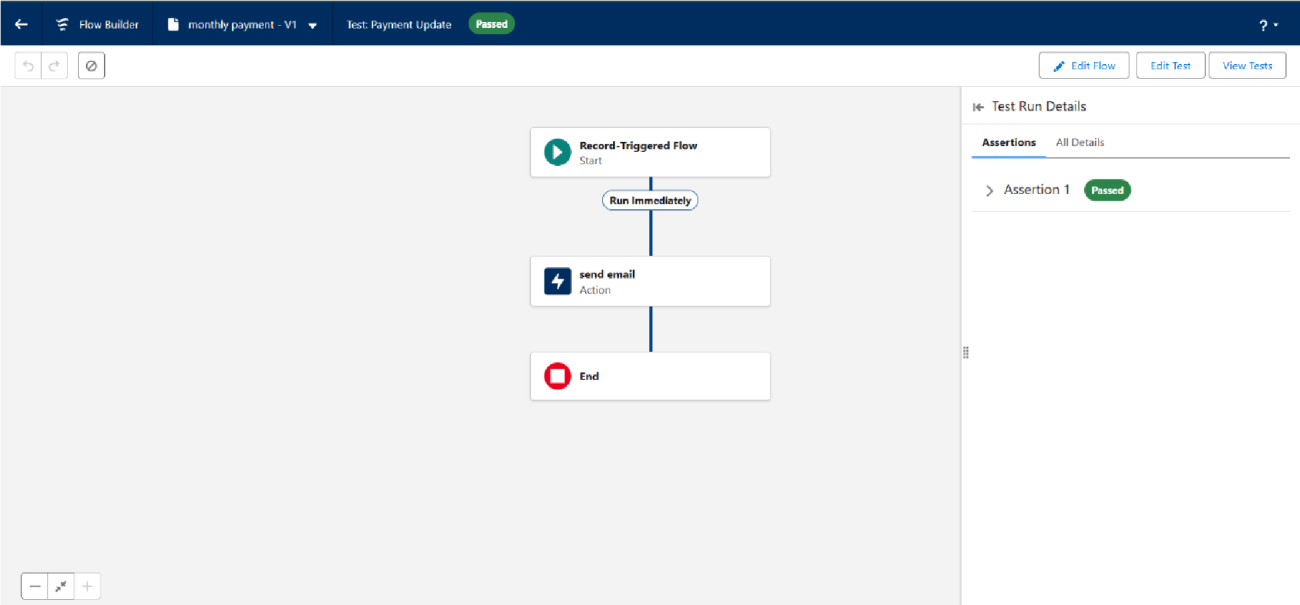 Flow Builder
monthly payment - V1
Test: Payment Update
Passed
?
Edit Flow
Edit Test
View Tests
Record-Triggered Flow
Start
Run Immediately
send email
Action
End
Test Run Details
Assertions
All Details
Assertion 1
Passed